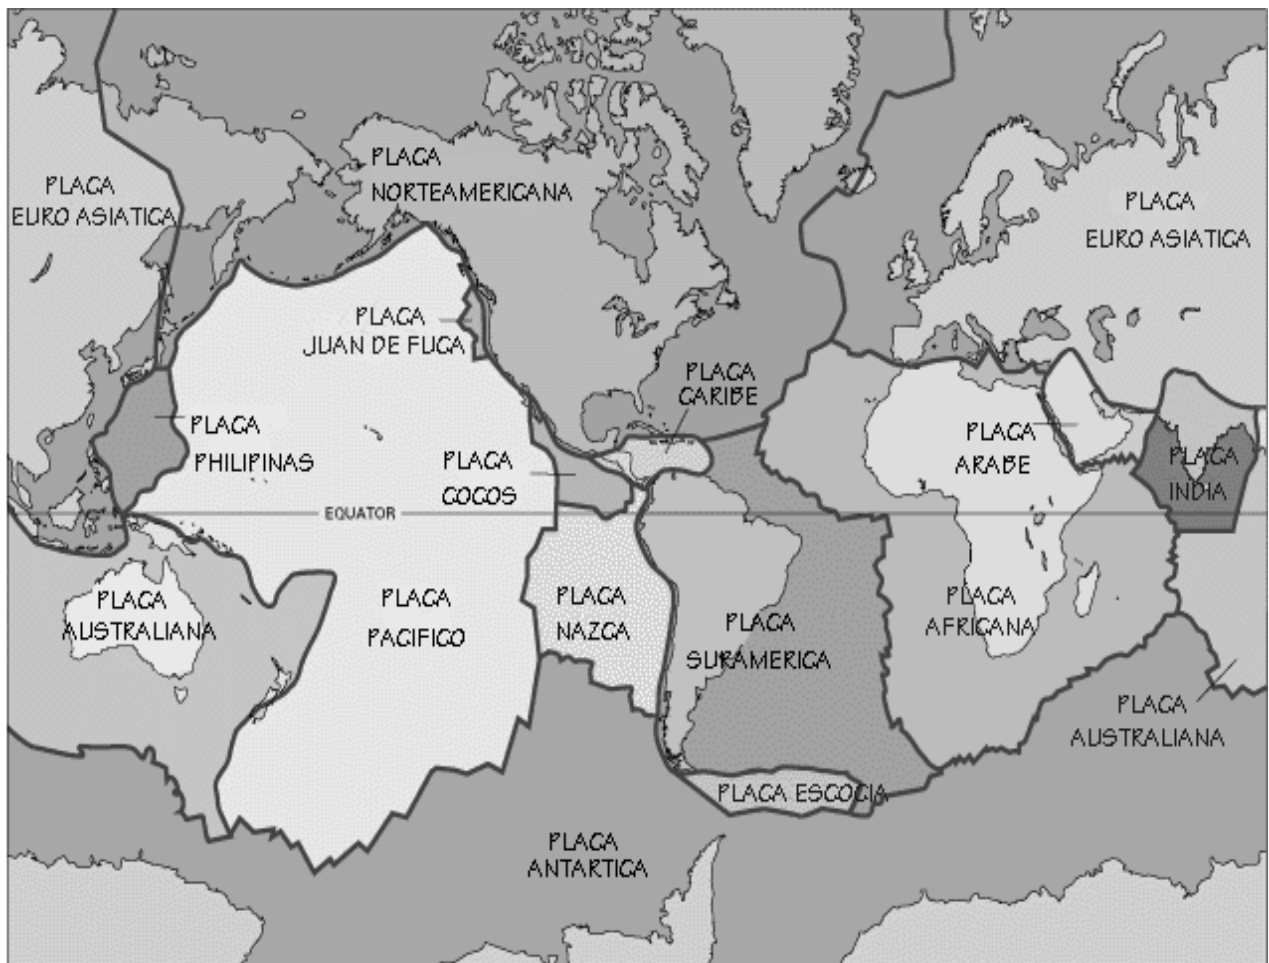 PLACA
NORTEAMERICANA
PLACA
EURO ASIATICA
PLACA
EURO ASIATICA
PLACA
JUAN DE FUCA
PLACA
CARIBE
PLACA
PHILIPINAS
PLACA
COCOS
PLACA
ARABE
PLACA
INDIA
EQUATOR
PLACA
AUSTRALIANA
PLACA
PACIFICO
PLACA
NAZCA
PLACA
SURAMERICA
PLACA
AFRICANA
PLACA
AUSTRALIANA
PLACA ESCOCIA
PLACA
ANTARTICA